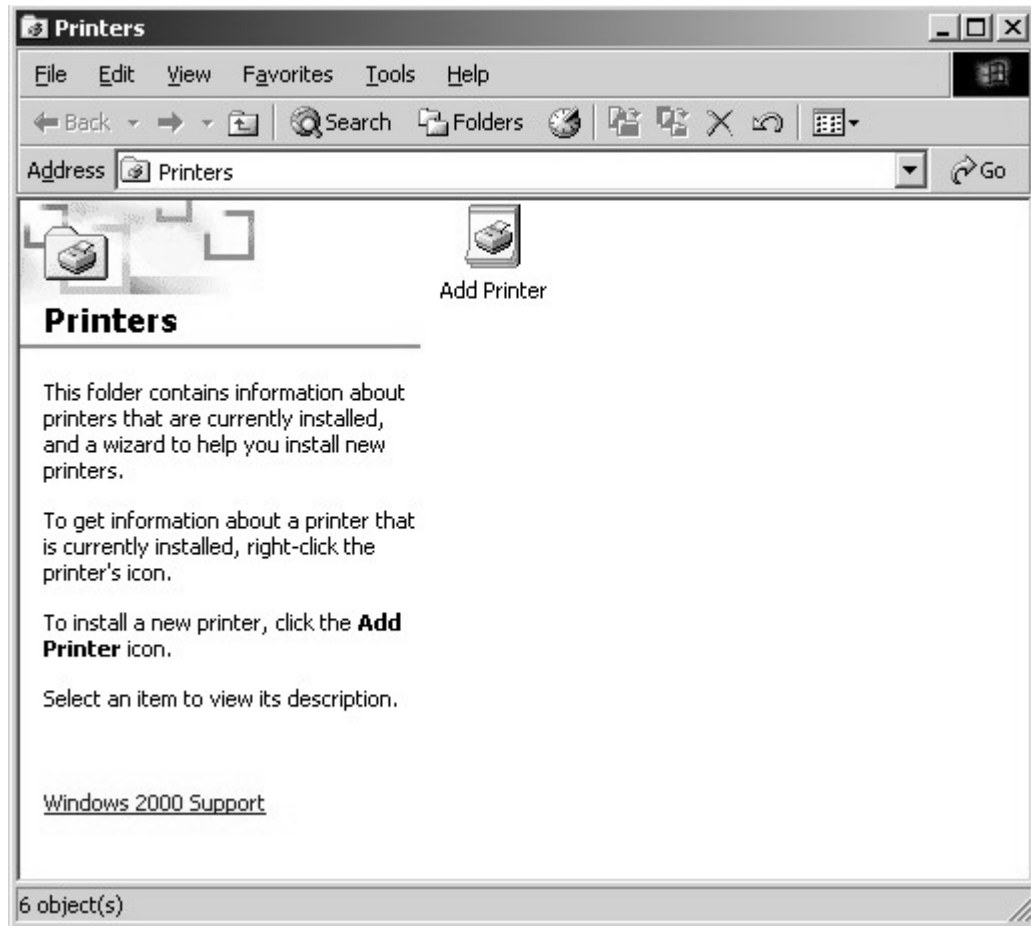 Printers
File Edit View Favorites Tools Help
Back Search Folders
Address Printers Go
Add Printer
Printers
This folder contains information about
printers that are currently installed,
and a wizard to help you install new
printers.
To get information about a printer that
is currently installed, right-click the
printer's icon.
To install a new printer, click the Add
Printer icon.
Select an item to view its description.
Windows 2000 Support
6 object(s)